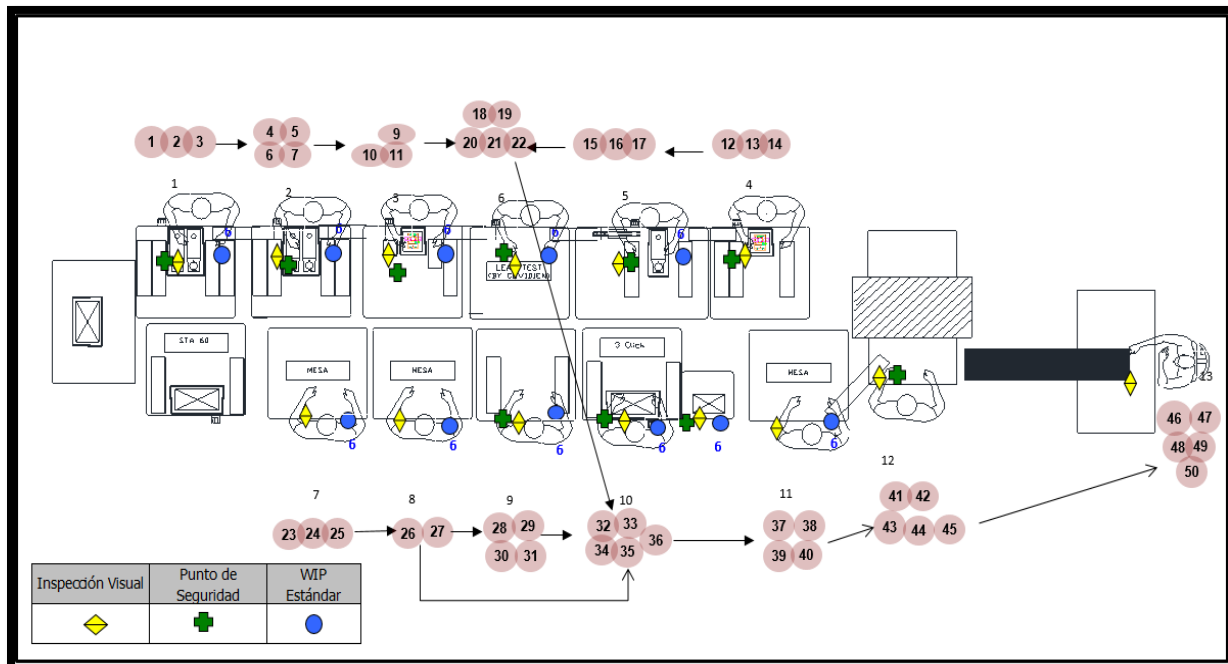 18 19
4 5 9
1 2 3 20 21 22 15 16 17 12 13 14
6 7 10 11
1 2 3 6 5 4
6 6 6 6 6
LEAK TEST
(BY COVIDIEN)
STA 60
3 Click
MESA MESA MESA
13
6 6 6 6 6 6
46 47
48 49
50
12
7 8 9 10 11
41 42
23 24 25 26 27 28 29 32 33 37 38 43 44 45
30 31 34 35 36 39 40
Inspección Visual Punto de Seguridad WIP Estándar